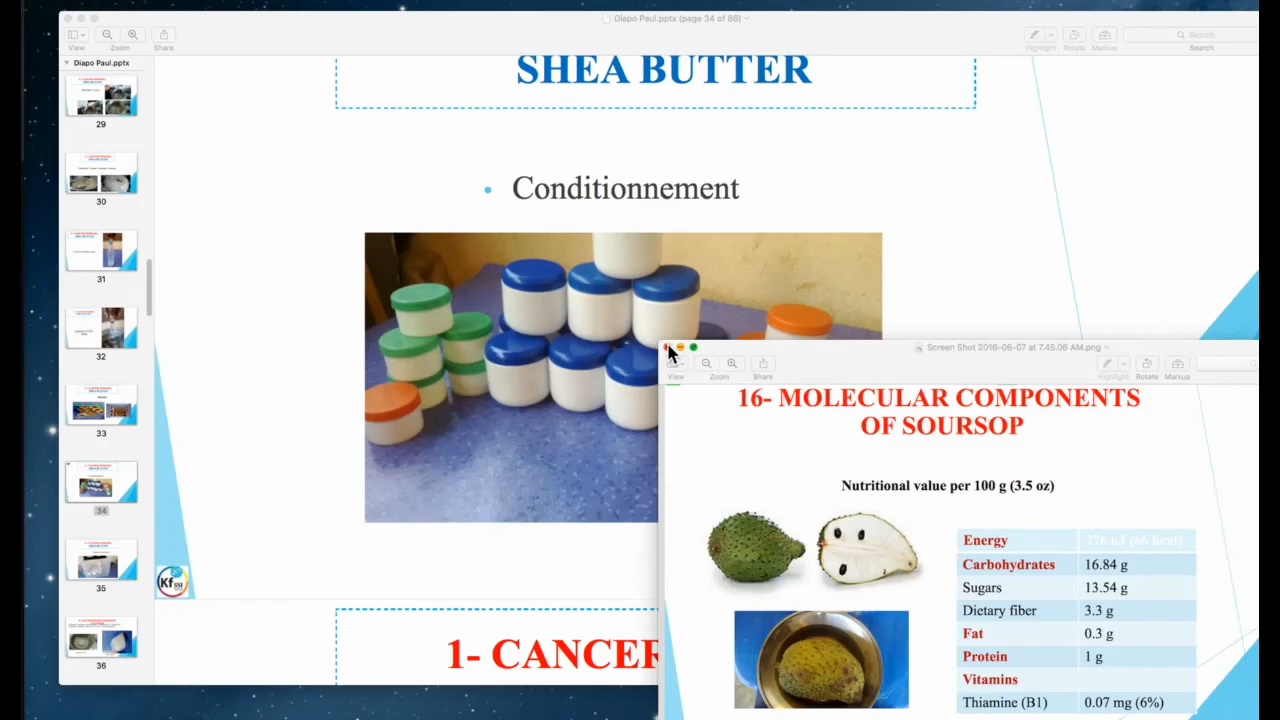 Diapo Paul.pptx (page 34 of 86)
View
Zoom
Share
Highlight
Rotate
Markup
Search
Search
Diapo Paul.pptx
29
30
31
32
33
34
35
36
SHEA BUTTER
• Conditionnement
Kf
SSI
1- CANCER
Screen Shot 2016-06-07 at 7.45.06 AM.png
View
Zoom
Share
Highlight
Rotate
Markup
16- MOLECULAR COMPONENTS
OF SOURSOP
Nutritional value per 100 g (3.5 oz)
Energy 276 kJ (66 kcal)
Carbohydrates 16.84 g
Sugars 13.54 g
Dietary fiber 3.3 g
Fat 0.3 g
Protein 1 g
Vitamins
Thiamine (B1) 0.07 mg (6%)